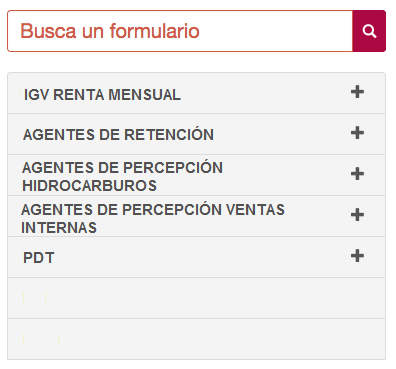 Busca un formulario
IGV RENTA MENSUAL
AGENTES DE RETENCIÓN
AGENTES DE PERCEPCIÓN
HIDROCARBUROS
AGENTES DE PERCEPCIÓN VENTAS
INTERNAS
PDT